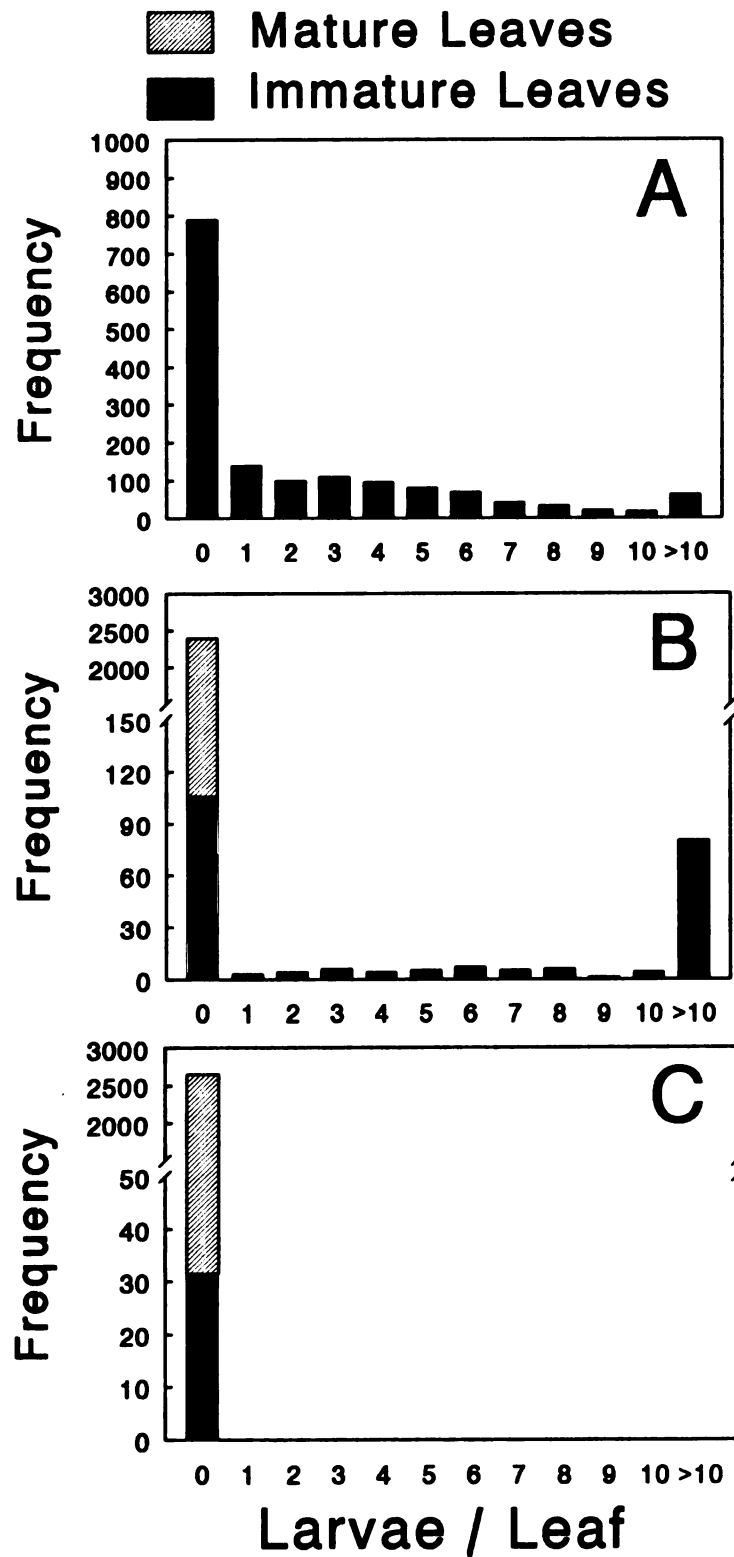 Mature Leaves
Immature Leaves
A
Frequency
1000
900
800
700
600
500
400
300
200
100
0
0 1 2 3 4 5 6 7 8 9 10 >10
B
Frequency
3000
2500
2000
150
120
90
60
30
0
0 1 2 3 4 5 6 7 8 9 10 >10
C
Frequency
3000
2500
2000
50
40
30
20
10
0
0 1 2 3 4 5 6 7 8 9 10 >10
Larvae / Leaf